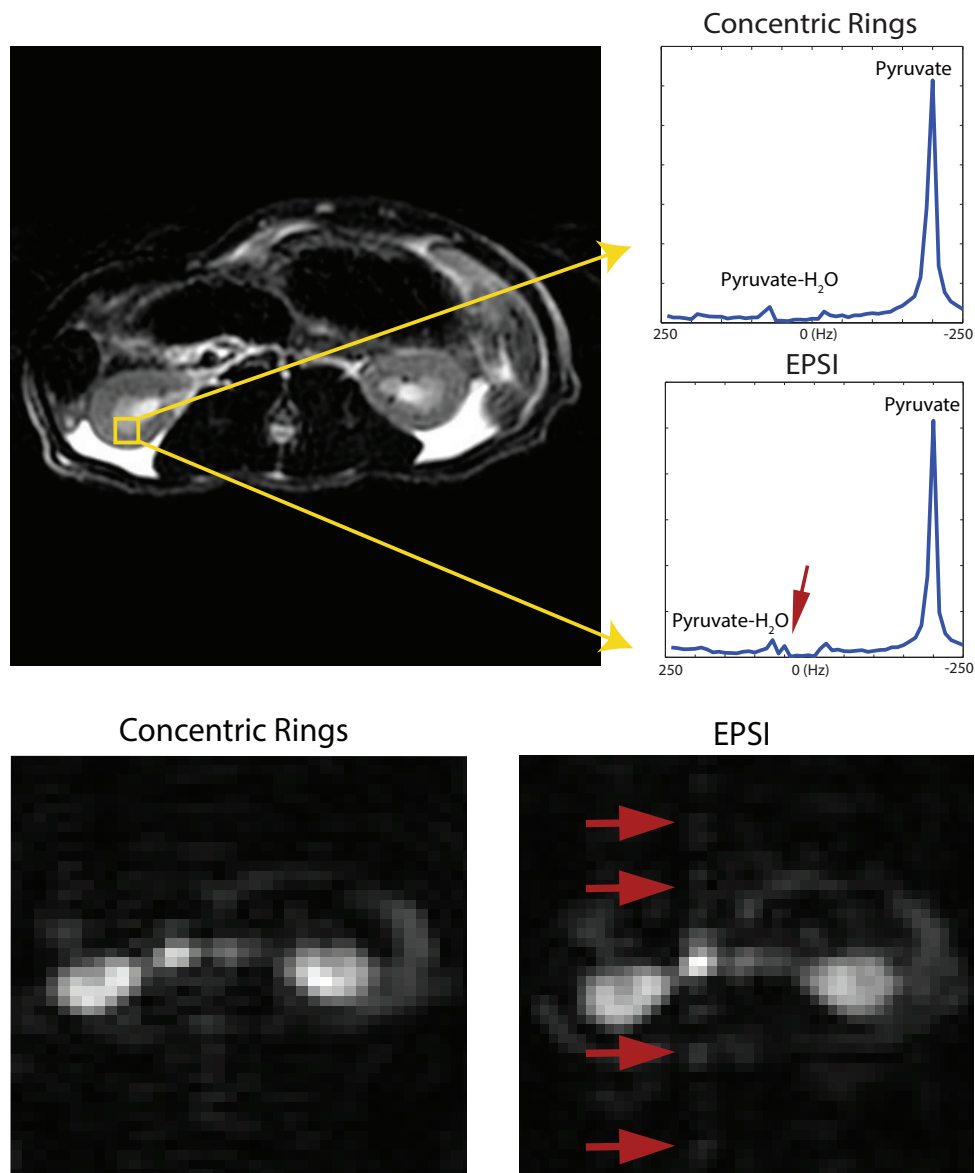 Concentric Rings
Pyruvate
Pyruvate-H₂O
250 0 (Hz) -250
EPSI
Pyruvate
Pyruvate-H₂O
250 0 (Hz) -250
Concentric Rings
EPSI